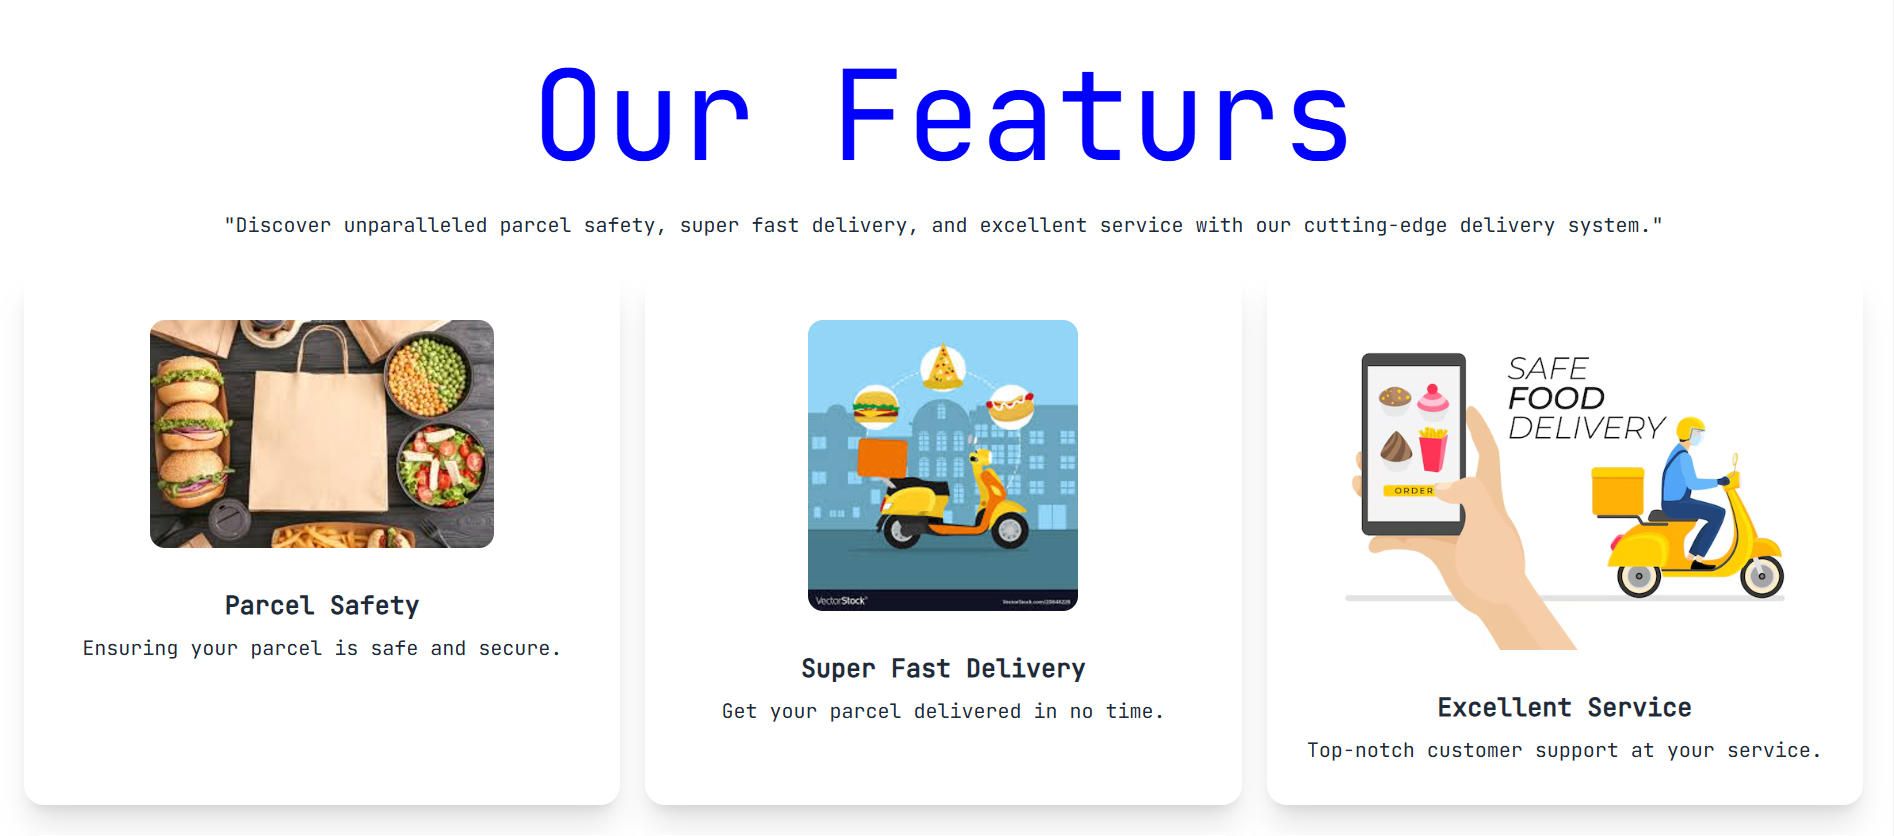 Our Featurs
"Discover unparalleled parcel safety, super fast delivery, and excellent service with our cutting-edge delivery system."
Parcel Safety
Ensuring your parcel is safe and secure.
VectorStock®
VectorStock.com/20848228
Super Fast Delivery
Get your parcel delivered in no time.
SAFE
FOOD
DELIVERY
ORDER
Excellent Service
Top-notch customer support at your service.